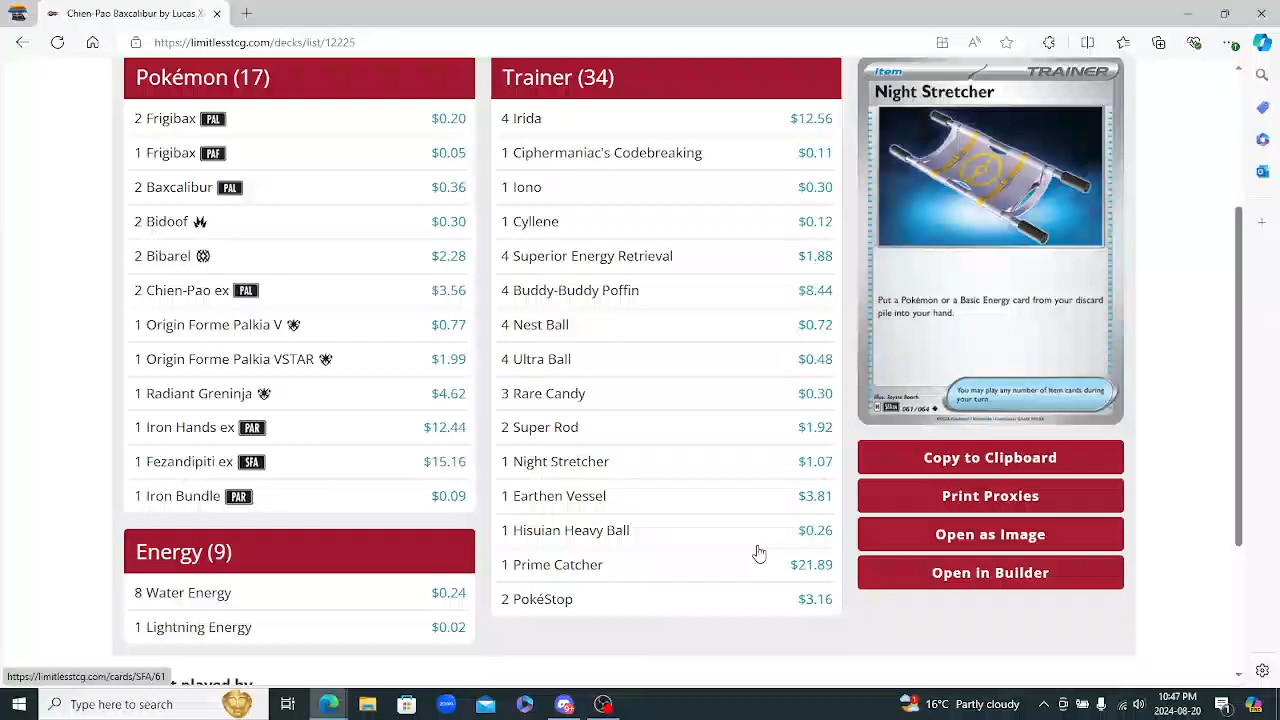 Chien-Pao Baxcalibur by Lucas
https://limitlesstcg.com/decks/list/12225
Pokémon (17)
2 Frigibax PAL $0.20
1 Frigibax PAF $0.05
2 Baxcalibur PAL $0.36
2 Bidoof $0.30
2 Bibarel $2.28
2 Chien-Pao ex PAL $3.56
1 Origin Forme Palkia V $0.77
1 Origin Forme Palkia VSTAR $1.99
1 Radiant Greninja $4.62
1 Iron Hands ex PAR $12.44
1 Fezandipiti ex SFA $15.16
1 Iron Bundle PAR $0.09
Energy (9)
8 Water Energy $0.24
1 Lightning Energy $0.02
Trainer (34)
4 Irida $12.56
1 Ciphermaniac's Codebreaking $0.11
1 Iono $0.30
1 Cyllene $0.12
4 Superior Energy Retrieval $1.88
4 Buddy-Buddy Poffin $8.44
4 Nest Ball $0.72
4 Ultra Ball $0.48
3 Rare Candy $0.30
2 Super Rod $1.92
1 Night Stretcher $1.07
1 Earthen Vessel $3.81
1 Hisuian Heavy Ball $0.26
1 Prime Catcher $21.89
2 PokéStop $3.16
Item TRAINER
Night Stretcher
Put a Pokémon or a Basic Energy card from your discard
pile into your hand.
You may play any number of Item cards during
your turn.
061/064
Copy to Clipboard
Print Proxies
Open as Image
Open in Builder
https://limitlesstcg.com/cards/SFA/61
Type here to search
zoom
16°C Partly cloudy
10:47 PM
2024-08-20